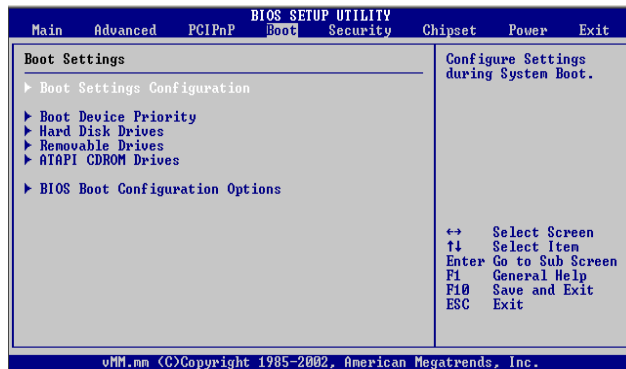 BIOS SETUP UTILITY
Main Advanced PCIPnP Boot Security Chipset Power Exit
Boot Settings
▶ Boot Settings Configuration
▶ Boot Device Priority
▶ Hard Disk Drives
▶ Removable Drives
▶ ATAPI CDROM Drives
▶ BIOS Boot Configuration Options
Configure Settings
during System Boot.
↔ Select Screen
↑↓ Select Item
Enter Go to Sub Screen
F1 General Help
F10 Save and Exit
ESC Exit
vMM.mm (C)Copyright 1985-2002, American Megatrends, Inc.